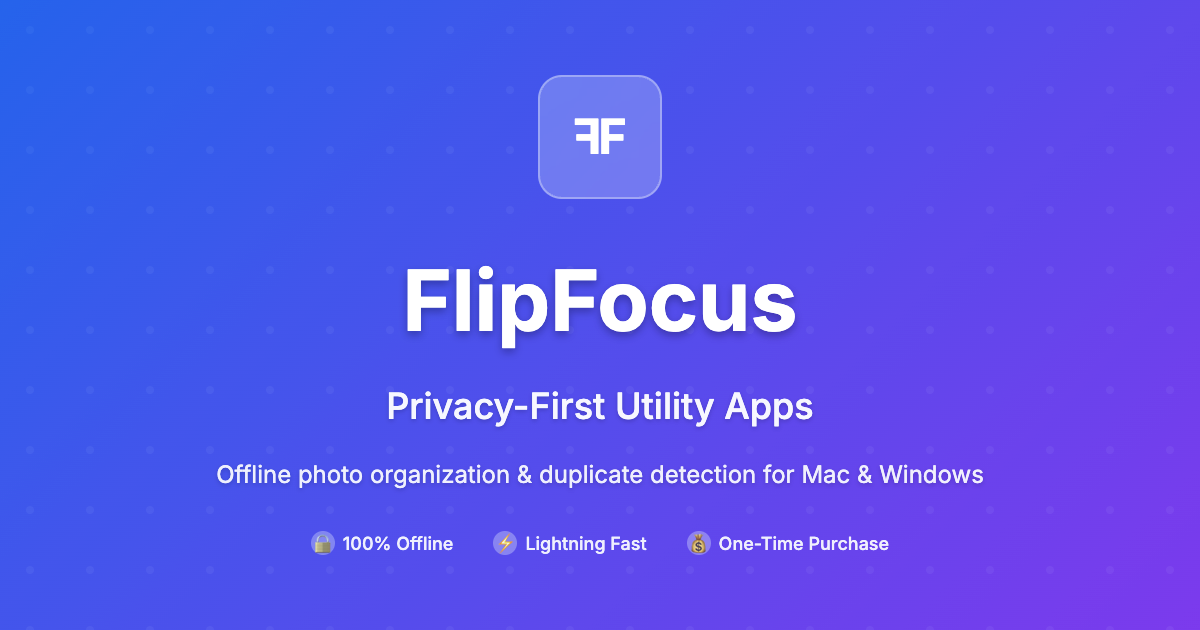 FF
FlipFocus
Privacy-First Utility Apps
Offline photo organization & duplicate detection for Mac & Windows
100% Offline
Lightning Fast
One-Time Purchase